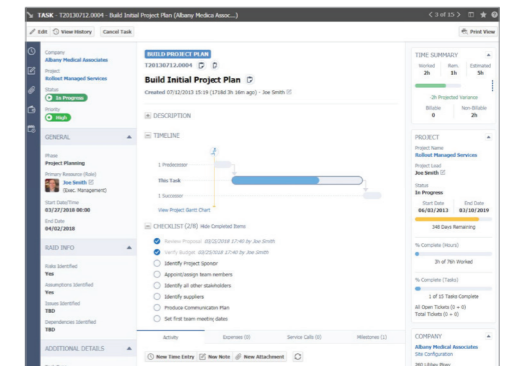 TASK - T20130712.0004 - Build Initial Project Plan (Albany Medica Assoc...)
3 of 15
Edit
View History
Cancel Task
Print View
Company
Albany Medical Associates
Project
Rollout Managed Services
Status
In Progress
Priority
High
GENERAL
Phase
Project Planning
Primary Resource (Role)
Joe Smith
(Exec. Management)
Start Date/Time
03/27/2018 00:00
End Date
04/02/2018
RAID INFO
Risks Identified
Yes
Assumptions Identified
Yes
Issues Identified
TBD
Dependencies Identified
TBD
ADDITIONAL DETAILS
BUILD PROJECT PLAN
T20130712.0004
Build Initial Project Plan
Created 07/12/2013 15:19 (1718d 3h 16m) - Joe Smith
DESCRIPTION
TIMELINE
1 Predecessor
This Task
1 Successor
View Project Gantt Chart
CHECKLIST (2/8) Hide Completed Items
Review Proposal 03/21/2018 17:40 by Joe Smith
Verify Budget 03/25/2018 17:40 by Joe Smith
Identify Project Sponsor
Appoint/assign team members
Identify all other stakeholders
Identify suppliers
Produce Communication Plan
Set first team meeting dates
Activity
Expenses (0)
Service Calls (0)
Milestones (1)
New Time Entry
New Note
New Attachment
TIME SUMMARY
Worked
Rem.
Estimated
2h
1h
5h
-2h Projected
Variance
Billable
Non-Billable
0
2h
PROJECT
Project Name
Rollout Managed Services
Project Lead
Joe Smith
Status
In Progress
Start Date
End Date
06/03/2013
03/10/2019
348 Days Remaining
% Complete (Hours)
3h of 76h Worked
% Complete (Tasks)
1 of 15 Tasks Complete
All Open Tickets (0 + 0)
Total Tickets (0 + 0)
COMPANY
Albany Medical Associates
Site Configuration